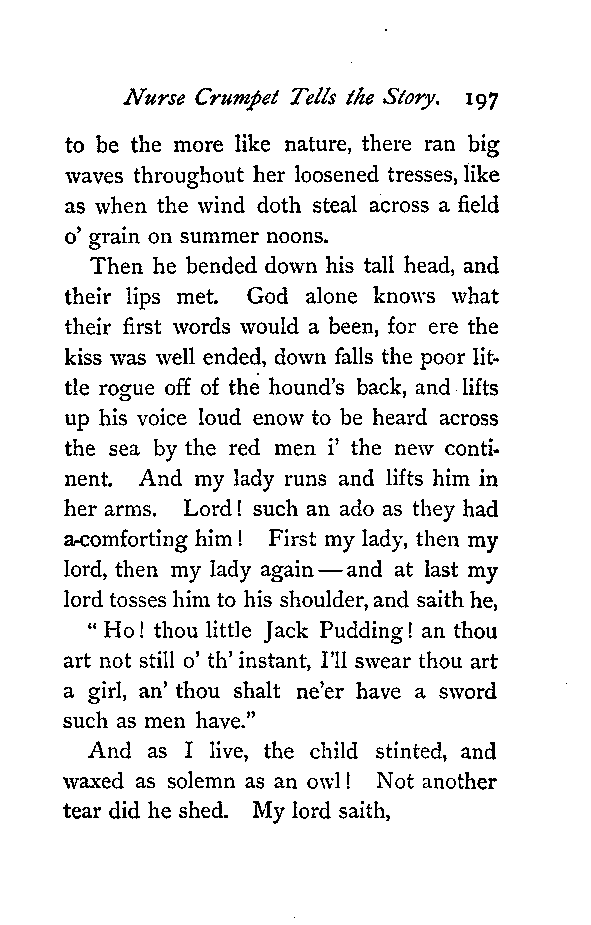 Nurse Crumpet Tells the Story. 197
to be the more like nature, there ran big
waves throughout her loosened tresses, like
as when the wind doth steal across a field
o' grain on summer noons.
Then he bended down his tall head, and
their lips met. God alone knows what
their first words would a been, for ere the
kiss was well ended, down falls the poor lit-
tle rogue off of the hound's back, and lifts
up his voice loud enow to be heard across
the sea by the red men i' the new conti-
nent. And my lady runs and lifts him in
her arms. Lord! such an ado as they had
a-comforting him! First my lady, then my
lord, then my lady again—and at last my
lord tosses him to his shoulder, and saith he,
"Ho! thou little Jack Pudding! an thou
art not still o' th' instant, I'll swear thou art
a girl, an' thou shalt ne'er have a sword
such as men have."
And as I live, the child stinted, and
waxed as solemn as an owl! Not another
tear did he shed. My lord saith,